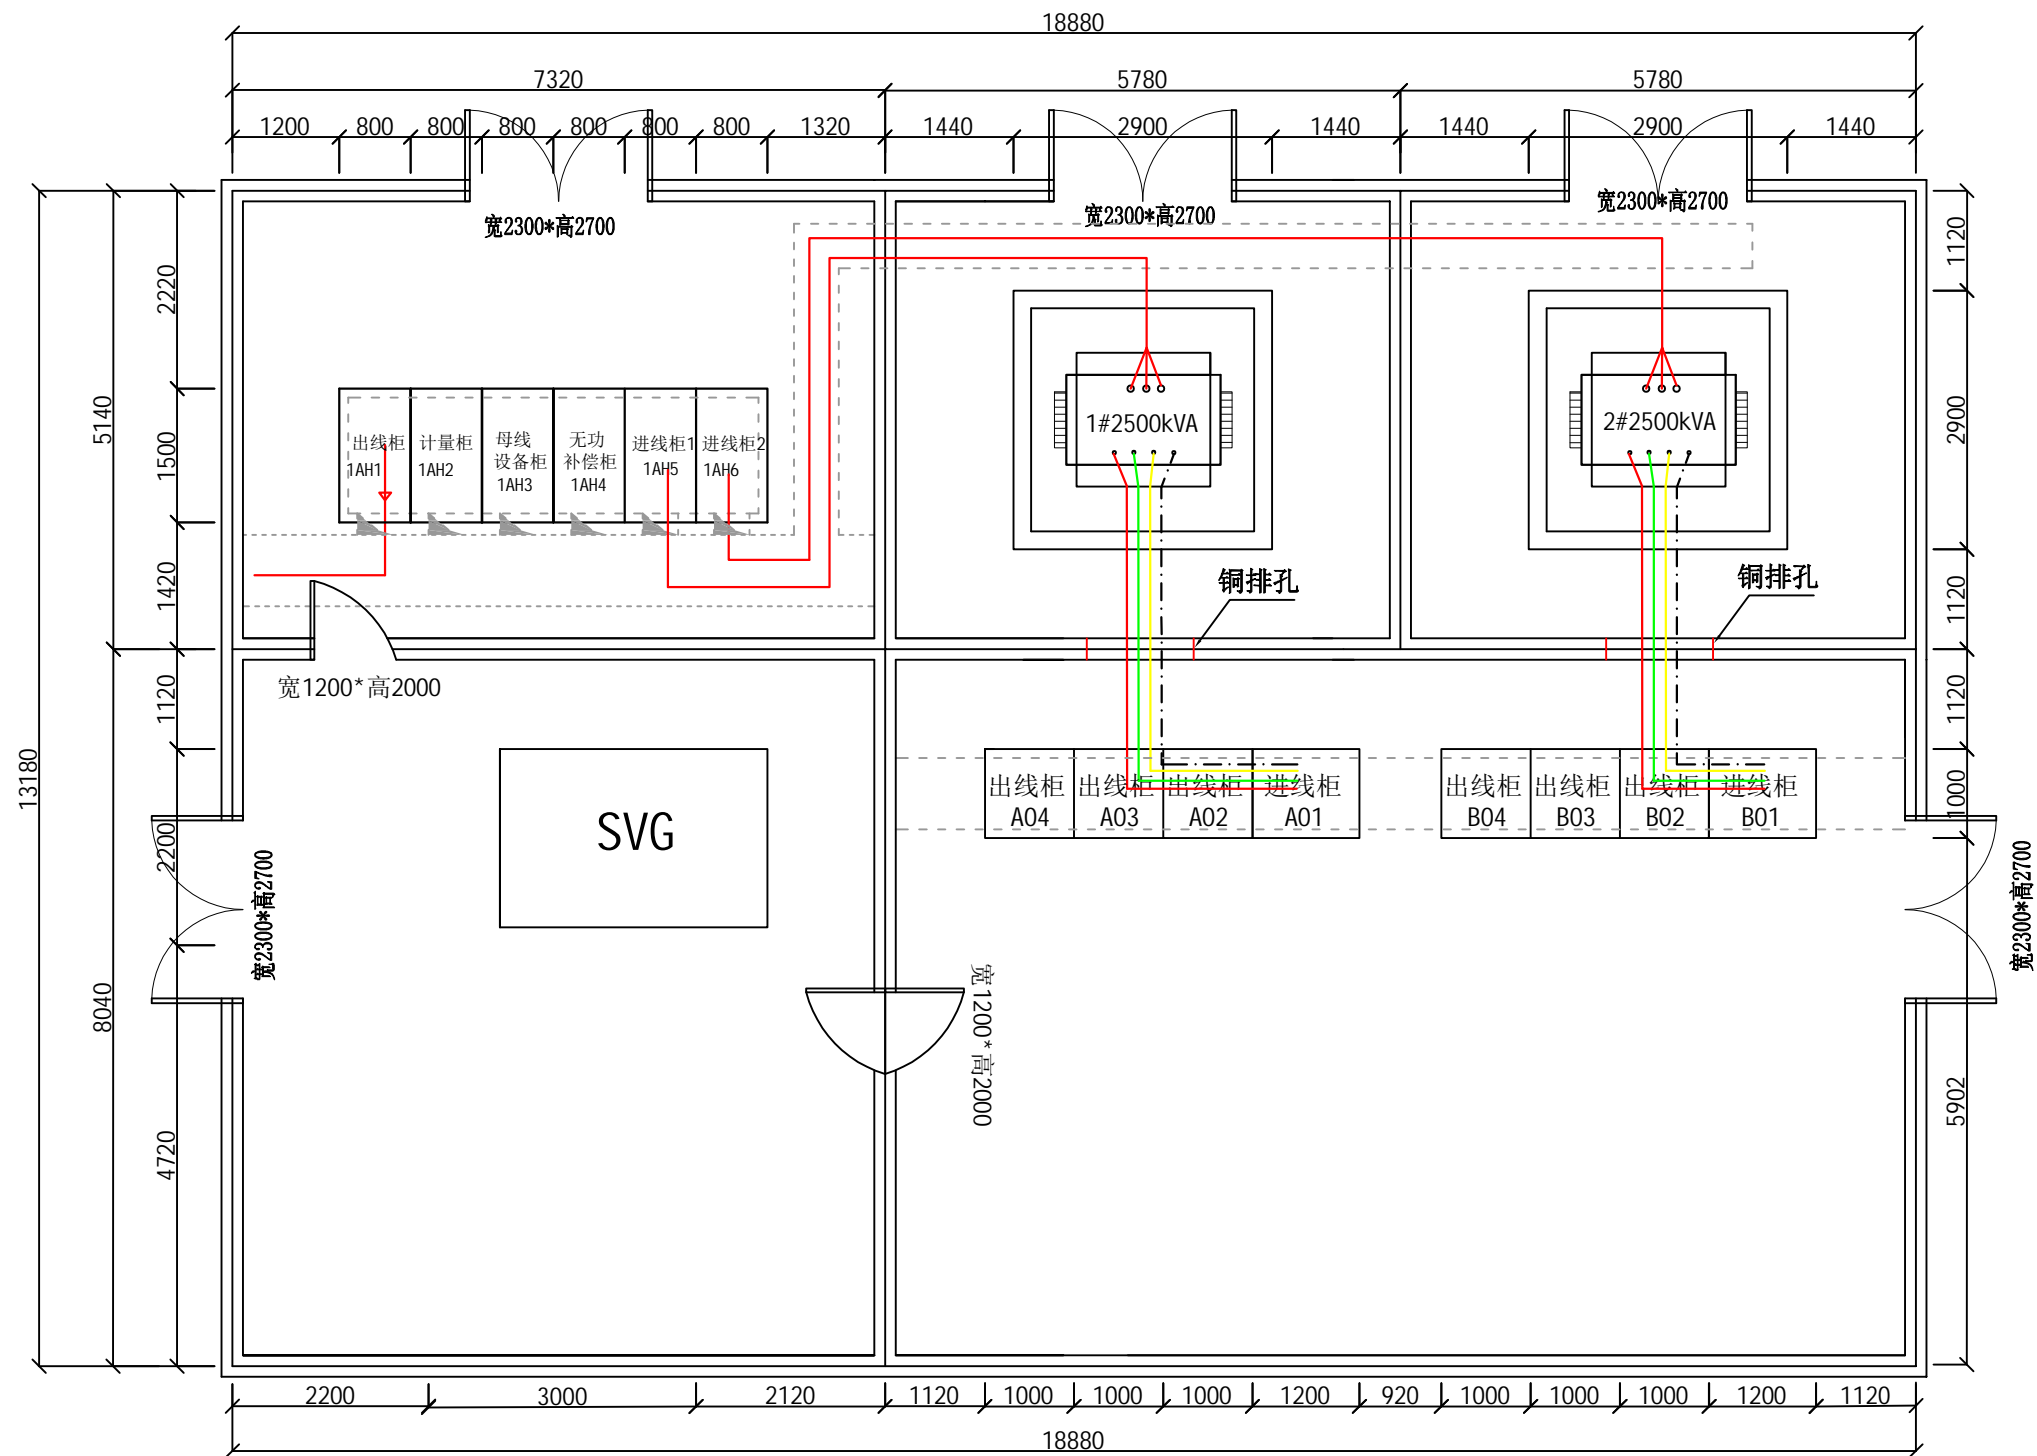 18880
7320
5780
5780
1200
800
800
800
800
800
800
1320
1440
2900
1440
1440
2900
1440
宽2300*高2700
宽2300*高2700
宽2300*高2700
13180
5140
8040
2220
1500
1420
1120
2200
4720
1120
2900
1120
1120
1000
5902
出线柜
1AH1
计量柜
1AH2
母线
设备柜
1AH3
无功
补偿柜
1AH4
进线柜1
1AH5
进线柜2
1AH6
1#2500kVA
2#2500kVA
铜排孔
铜排孔
宽1200*高2000
SVG
出线柜
A04
出线柜
A03
出线柜
A02
进线柜
A01
出线柜
B04
出线柜
B03
出线柜
B02
进线柜
B01
宽2300*高2700
宽1200*高20000
宽2300*高2700
2200
3000
2120
1120
1000
1000
1000
1200
920
1000
1000
1000
1200
1120
18880